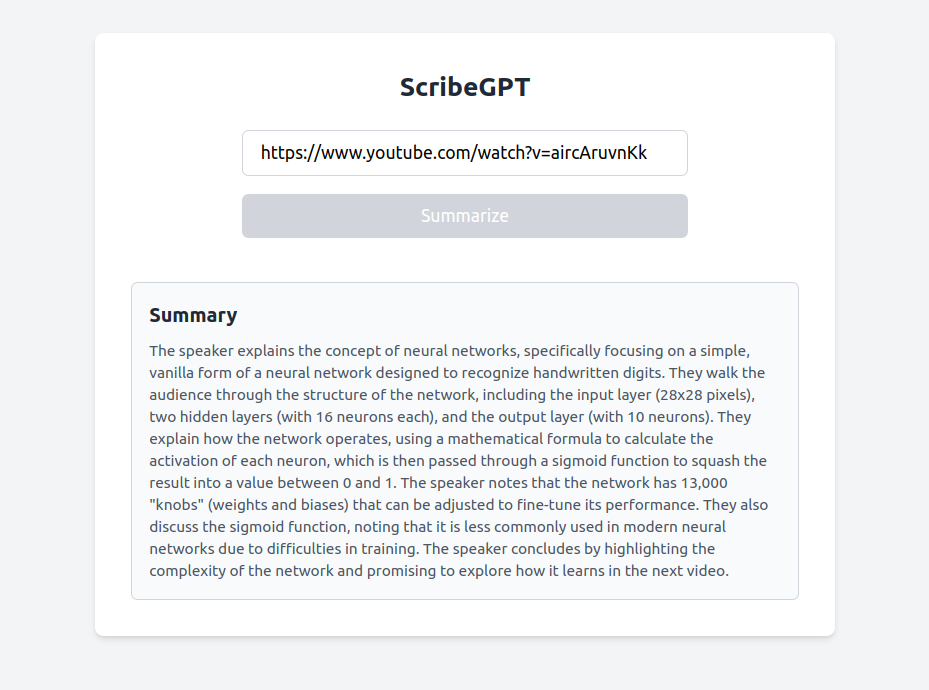 ScribeGPT
https://www.youtube.com/watch?v=aircAruvnKk
Summarize
Summary
The speaker explains the concept of neural networks, specifically focusing on a simple,
vanilla form of a neural network designed to recognize handwritten digits. They walk the
audience through the structure of the network, including the input layer (28x28 pixels),
two hidden layers (with 16 neurons each), and the output layer (with 10 neurons). They
explain how the network operates, using a mathematical formula to calculate the
activation of each neuron, which is then passed through a sigmoid function to squash the
result into a value between 0 and 1. The speaker notes that the network has 13,000
"knobs" (weights and biases) that can be adjusted to fine-tune its performance. They also
discuss the sigmoid function, noting that it is less commonly used in modern neural
networks due to difficulties in training. The speaker concludes by highlighting the
complexity of the network and promising to explore how it learns in the next video.